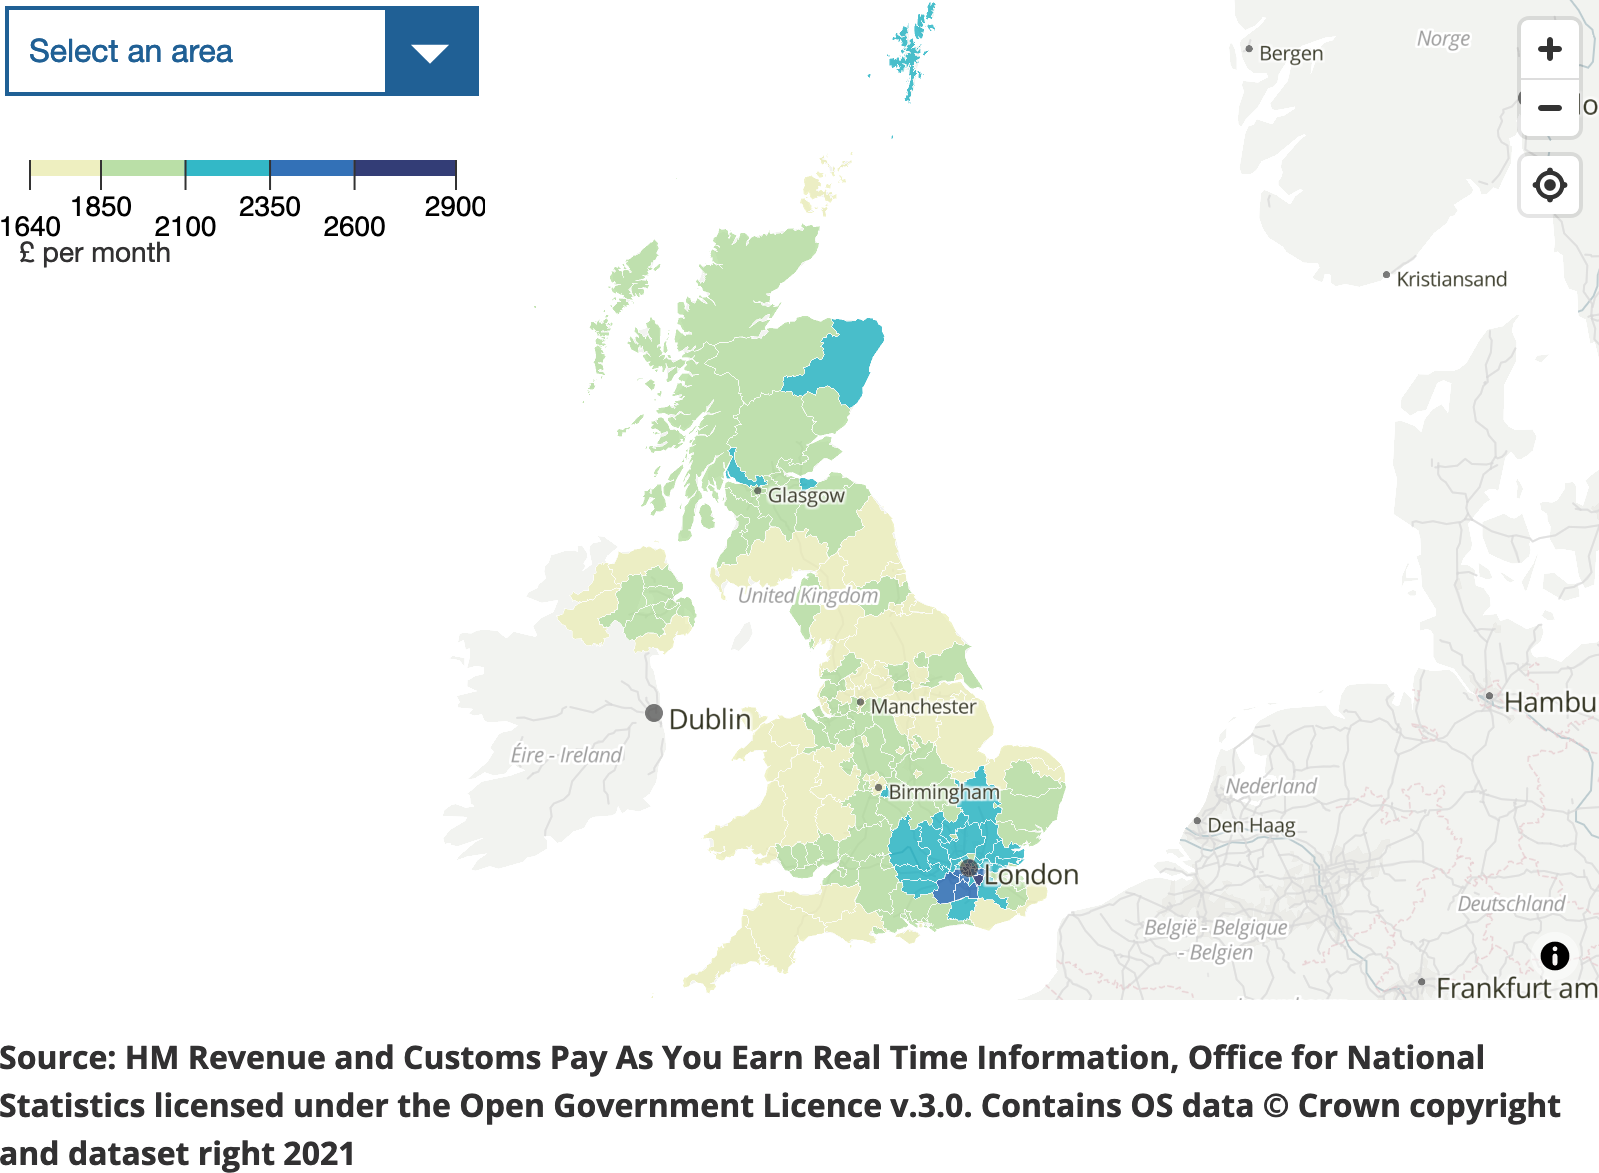 Select an area
1640
1850
2100
2350
2600
2900
£ per month
Bergen
Norge
Kristiansand
Glasgow
United Kingdom
Dublin
Éire - Ireland
Manchester
Birmingham
London
Hambu
Nederland
Den Haag
België - Belgique
- Belgien
Deutschland
Frankfurt am
Source: HM Revenue and Customs Pay As You Earn Real Time Information, Office for National
Statistics licensed under the Open Government Licence v.3.0. Contains OS data © Crown copyright
and dataset right 2021